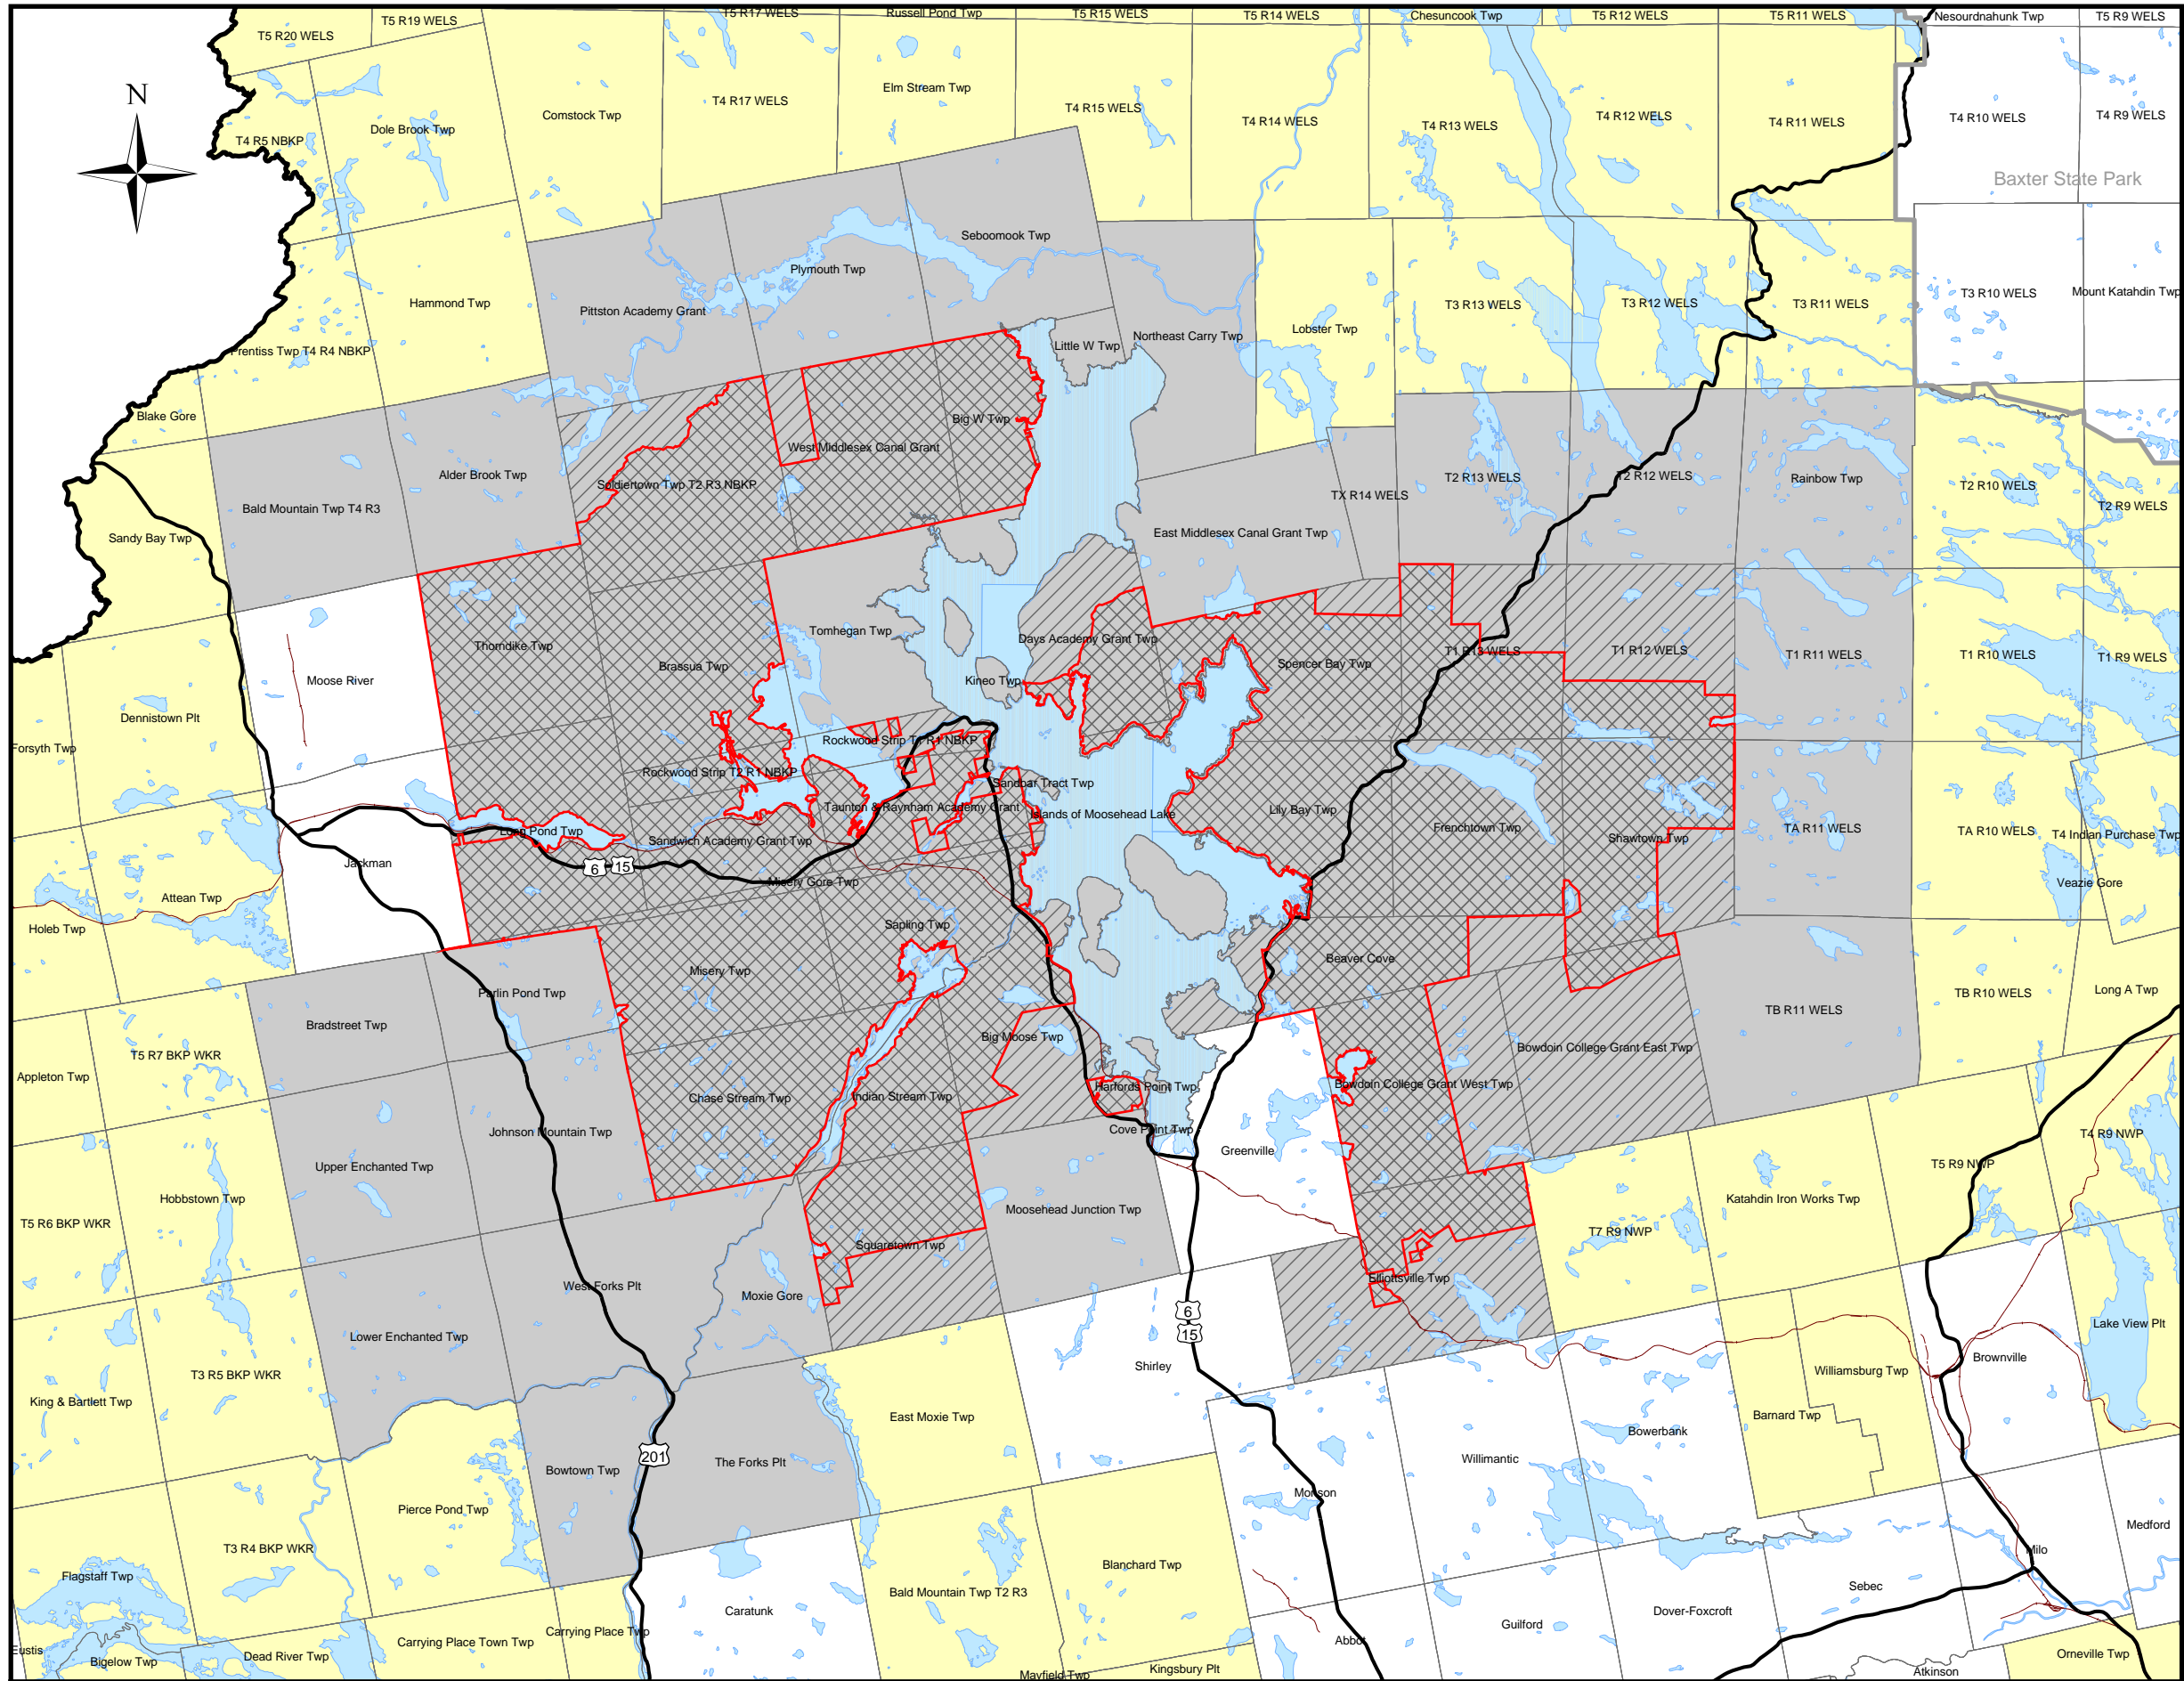 T5 R17 WELS
Russell Pond Twp
T5 R15 WELS
T5 R14 WELS
Chesuncook Twp
T5 R12 WELS
T5 R11 WELS
Nesourdnahunk Twp
T5 R9 WELS
T5 R19 WELS
T5 R20 WELS
N
Elm Stream Twp
T4 R17 WELS
T4 R15 WELS
Comstock Twp
T4 R14 WELS
T4 R13 WELS
T4 R12 WELS
T4 R11 WELS
T4 R10 WELS
T4 R9 WELS
Dole Brook Twp
T4 R5 NBKP
Baxter State Park
Seboomook Twp
Plymouth Twp
Hammond Twp
Pittston Academy Grant
T3 R13 WELS
T3 R12 WELS
T3 R11 WELS
T3 R10 WELS
Mount Katahdin Twp
Lobster Twp
Northeast Carry Twp
Little W Twp
Prentiss Twp T4 R4 NBKP
Blake Gore
Big W Twp
West Middlesex Canal Grant
Alder Brook Twp
Soldiertown Twp T2 R3 NBKP
T2 R13 WELS
T2 R12 WELS
Rainbow Twp
T2 R10 WELS
T2 R9 WELS
TX R14 WELS
Bald Mountain Twp T4 R3
Sandy Bay Twp
East Middlesex Canal Grant Twp
Tomhegan Twp
Days Academy Grant Twp
Thorndike Twp
Brassua Twp
Spencer Bay Twp
T1 R13 WELS
T1 R12 WELS
T1 R11 WELS
T1 R10 WELS
T1 R9 WELS
Moose River
Kineo Twp
Dennistown Plt
Forsyth Twp
Rockwood Strip T1 R1 NBKP
Rockwood Strip T2 R1 NBKP
Sandbar Tract Twp
Taunton & Raynham Academy Grant
Islands of Moosehead Lake
Lily Bay Twp
Frenchtown Twp
Shawtown Twp
TA R11 WELS
TA R10 WELS
T4 Indian Purchase Twp
Long Pond Twp
Sandwich Academy Grant Twp
Jackman
6
15
Misery Gore Twp
Veazie Gore
Attean Twp
Holeb Twp
Sapling Twp
Misery Twp
Beaver Cove
Parlin Pond Twp
TB R10 WELS
Long A Twp
TB R11 WELS
Bradstreet Twp
Big Moose Twp
Bowdoin College Grant East Twp
T5 R7 BKP WKR
Appleton Twp
Harfords Point Twp
Bowdoin College Grant West Twp
Chase Stream Twp
Indian Stream Twp
Cove Point Twp
Johnson Mountain Twp
Upper Enchanted Twp
Greenville
T4 R9 NWP
T5 R9 NWP
Hobbstown Twp
Katahdin Iron Works Twp
Moosehead Junction Twp
T5 R6 BKP WKR
T7 R9 NWP
Squaretown Twp
Elliottsville Twp
West Forks Plt
Moxie Gore
6
15
Lake View Plt
Lower Enchanted Twp
Brownville
Shirley
Williamsburg Twp
T3 R5 BKP WKR
King & Bartlett Twp
East Moxie Twp
Barnard Twp
Bowerbank
201
The Forks Plt
Willimantic
Bowtown Twp
Monson
Pierce Pond Twp
Medford
T3 R4 BKP WKR
Milo
Flagstaff Twp
Blanchard Twp
Bald Mountain Twp T2 R3
Sebec
Caratunk
Dover-Foxcroft
Guilford
Carrying Place Twp
Carrying Place Town Twp
Abbot
Eustis
Bigelow Twp
Dead River Twp
Mayfield Twp
Kingsbury Plt
Atkinson
Orneville Twp